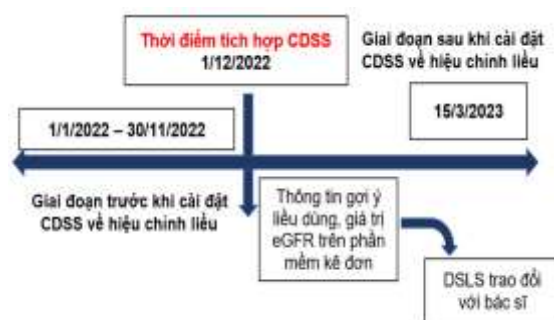 Thời điểm tích hợp CDSS
1/12/2022
Giai đoạn sau khi cài đặt
CDSS về hiệu chỉnh liều
1/1/2022 – 30/11/2022
15/3/2023
Giai đoạn trước khi cài đặt
CDSS về hiệu chỉnh liều
Thông tin gợi ý
liều dùng, giá trị
eGFR trên phần
mềm kê đơn
DSLS trao đổi
với bác sĩ